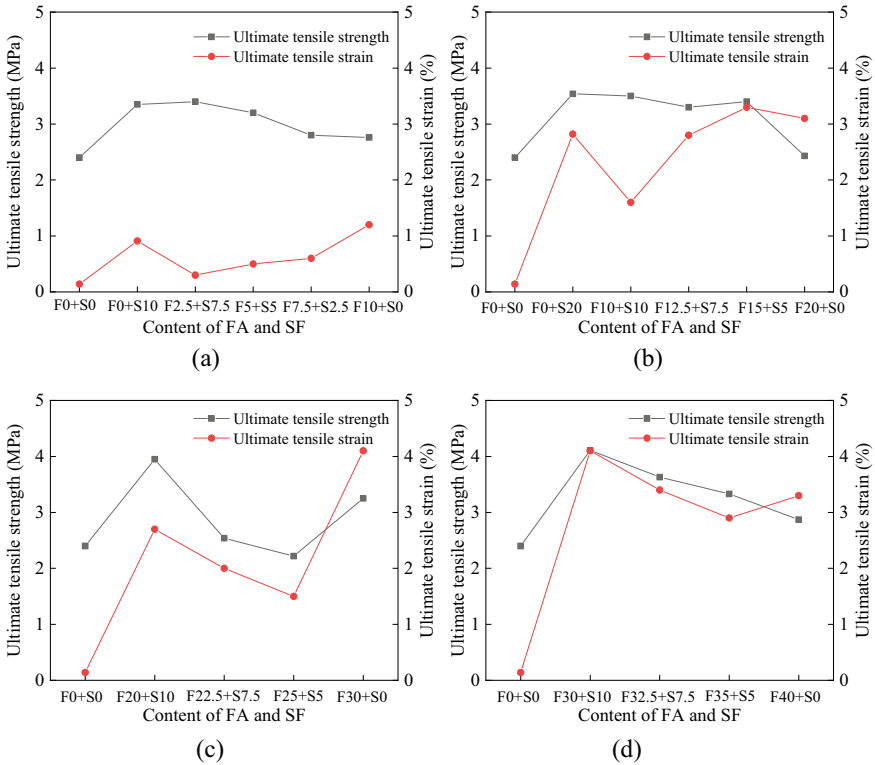 Ultimate tensile strength (MPa)
5
4
3
2
1
0
Ultimate tensile strength
Ultimate tensile strain
5
4
3
2
1
0
Ultimate tensile strain (%)
F0+S0 F0+S10 F2.5+S7.5 F5+S5 F7.5+S2.5 F10+S0
Content of FA and SF
(a)
Ultimate tensile strength (MPa)
5
4
3
2
1
0
Ultimate tensile strength
Ultimate tensile strain
5
4
3
2
1
0
Ultimate tensile strain (%)
F0+S0 F0+S20 F10+S10 F12.5+S7.5 F15+S5 F20+S0
Content of FA and SF
(b)
Ultimate tensile strength (MPa)
5
4
3
2
1
0
Ultimate tensile strength
Ultimate tensile strain
5
4
3
2
1
0
Ultimate tensile strain (%)
F0+S0 F20+S10 F22.5+S7.5 F25+S5 F30+S0
Content of FA and SF
(c)
Ultimate tensile strength (MPa)
5
4
3
2
1
0
Ultimate tensile strength
Ultimate tensile strain
5
4
3
2
1
0
Ultimate tensile strain (%)
F0+S0 F30+S10 F32.5+S7.5 F35+S5 F40+S0
Content of FA and SF
(d)